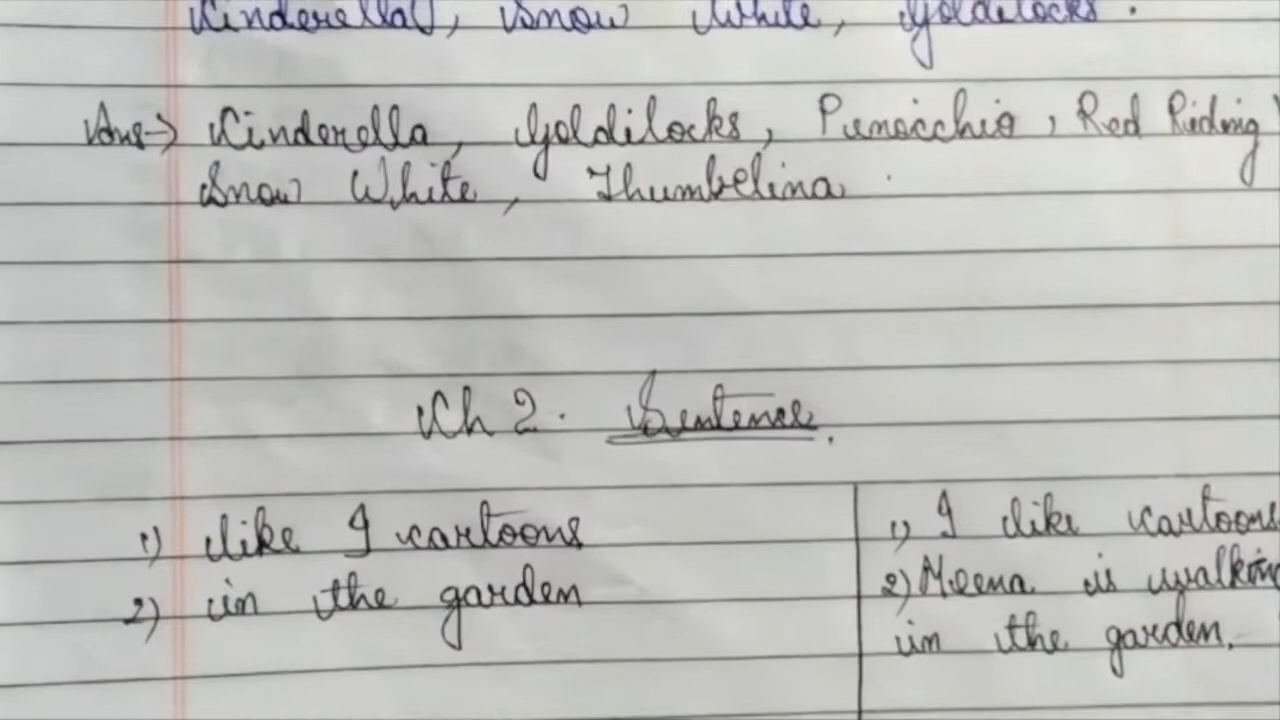 Cinderella, Snow White, Goldilocks.
Ans→ Cinderella, Goldilocks, Punocchio, Red Riding
Snow White, Thumbelina.
Ch 2. Sentence.
1) like I cartoons
2) in the garden
1) I like cartoons
2) Meena is walking
in the garden.